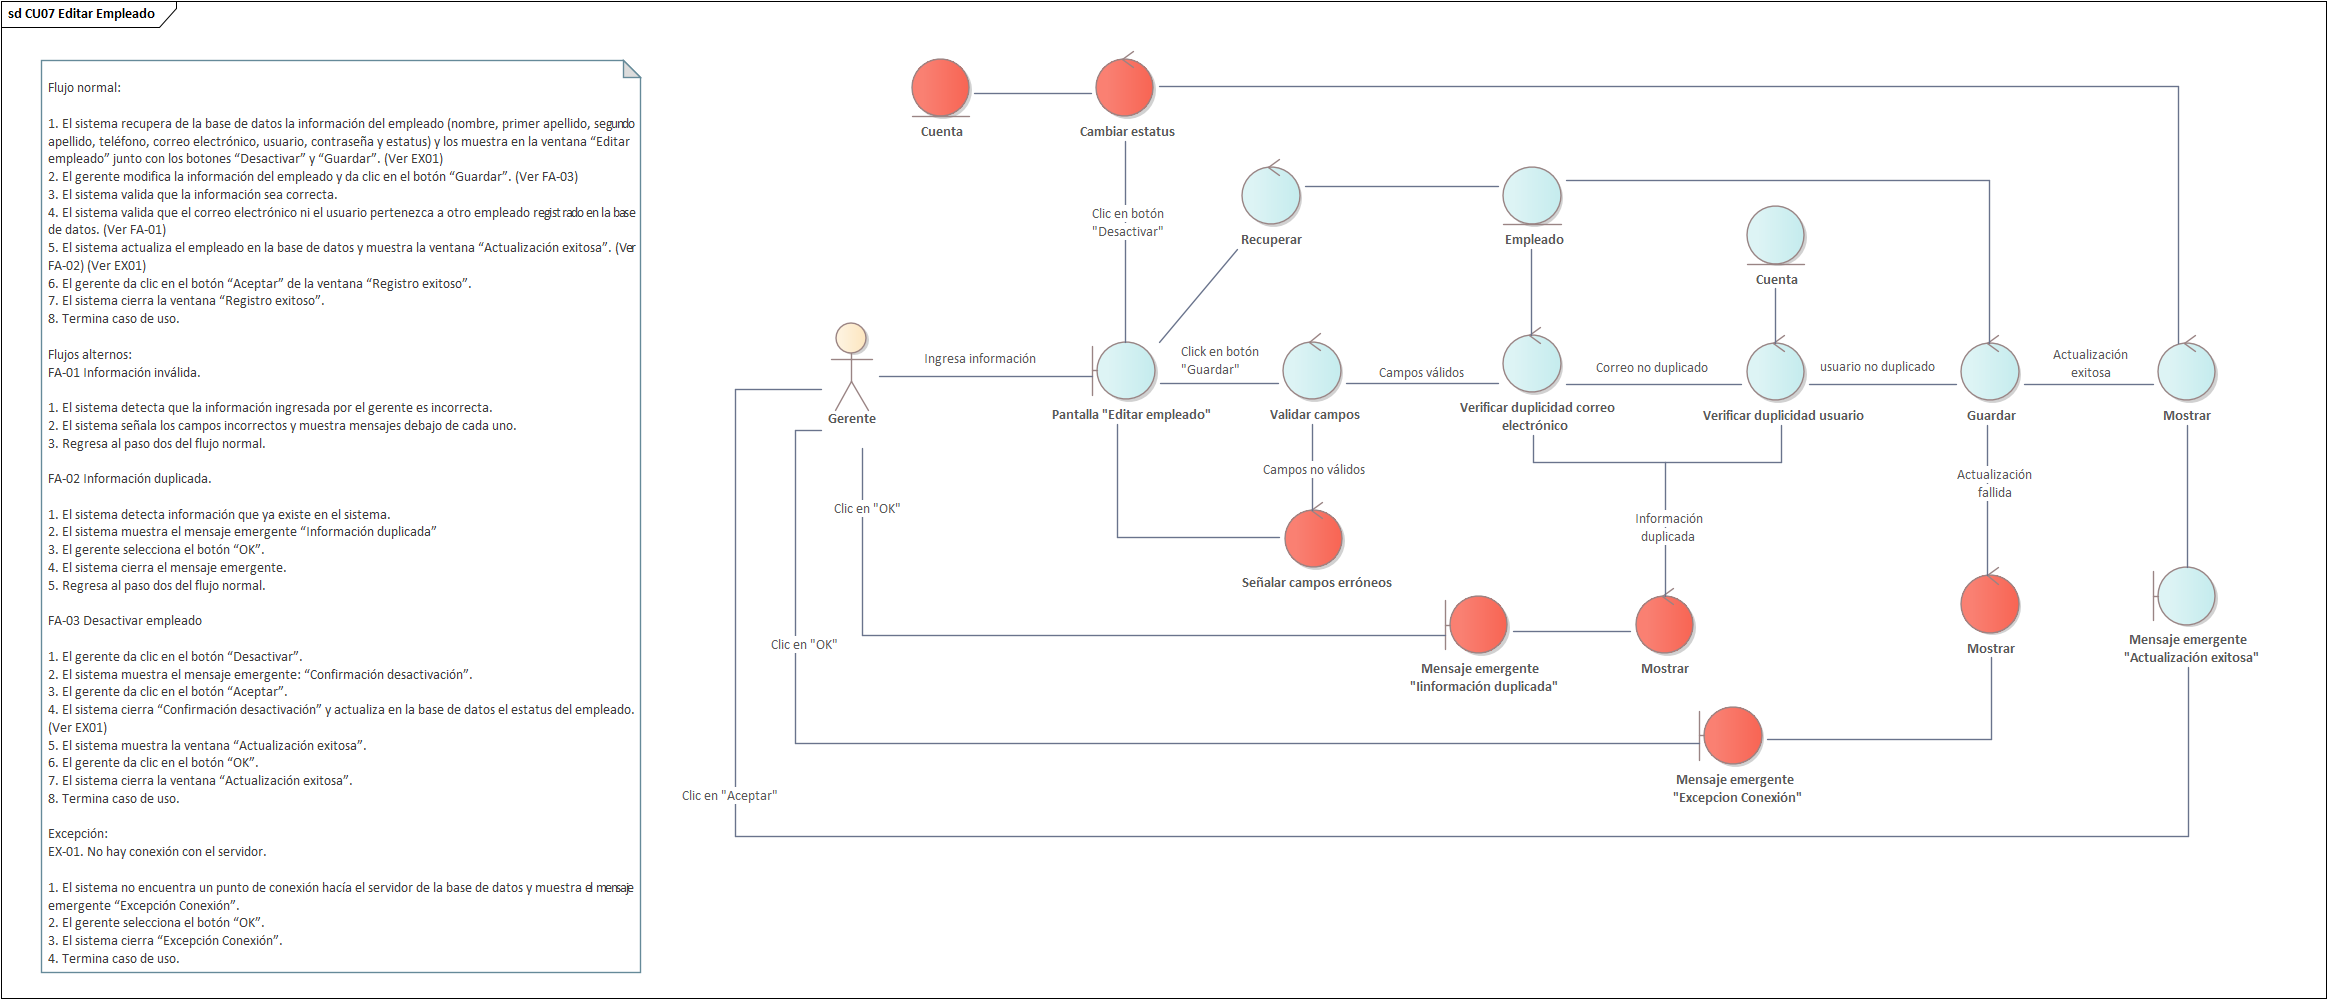 sd CU07 Editar Empleado
Flujo normal:
1. El sistema recupera de la base de datos la información del empleado (nombre, primer apellido, segundo
apellido, teléfono, correo electrónico, usuario, contraseña y estatus) y los muestra en la ventana “Editar
empleado” junto con los botones “Desactivar” y “Guardar”. (Ver EX01)
2. El gerente modifica la información del empleado y da clic en el botón “Guardar”. (Ver FA-03)
3. El sistema valida que la información sea correcta.
4. El sistema valida que el correo electrónico ni el usuario pertenezca a otro empleado registrado en la base
de datos. (Ver FA-01)
5. El sistema actualiza el empleado en la base de datos y muestra la ventana “Actualización exitosa”. (Ver
FA-02) (Ver EX01)
6. El gerente da clic en el botón “Aceptar” de la ventana “Registro exitoso”.
7. El sistema cierra la ventana “Registro exitoso”.
8. Termina caso de uso.
Flujos alternos:
FA-01 Información inválida.
1. El sistema detecta que la información ingresada por el gerente es incorrecta.
2. El sistema señala los campos incorrectos y muestra mensajes debajo de cada uno.
3. Regresa al paso dos del flujo normal.
FA-02 Información duplicada.
1. El sistema detecta información que ya existe en el sistema.
2. El sistema muestra el mensaje emergente “Información duplicada”
3. El gerente selecciona el botón “OK”.
4. El sistema cierra el mensaje emergente.
5. Regresa al paso dos del flujo normal.
FA-03 Desactivar empleado
1. El gerente da clic en el botón “Desactivar”.
2. El sistema muestra el mensaje emergente: “Confirmación desactivación”.
3. El gerente da clic en el botón “Aceptar”.
4. El sistema cierra “Confirmación desactivación” y actualiza en la base de datos el estatus del empleado.
(Ver EX01)
5. El sistema muestra la ventana “Actualización exitosa”.
6. El gerente da clic en el botón “OK”.
7. El sistema cierra la ventana “Actualización exitosa”.
8. Termina caso de uso.
Excepción:
EX-01. No hay conexión con el servidor.
1. El sistema no encuentra un punto de conexión hacía el servidor de la base de datos y muestra el mensaje
emergente “Excepción Conexión”.
2. El gerente selecciona el botón “OK”.
3. El sistema cierra “Excepción Conexión”.
4. Termina caso de uso.
Cuenta
Cambiar estatus
Clic en botón
"Desactivar"
Recuperar
Empleado
Cuenta
Gerente
Ingresa información
Pantalla "Editar empleado"
Click en botón
"Guardar"
Validar campos
Campos válidos
Verificar duplicidad correo
electrónico
Correo no duplicado
Verificar duplicidad usuario
usuario no duplicado
Guardar
Actualización
exitosa
Mostrar
Campos no válidos
Señalar campos erróneos
Clic en "OK"
Información
duplicada
Actualización
fallida
Clic en "OK"
Mensaje emergente
"Iinformación duplicada"
Mostrar
Mostrar
Mensaje emergente
"Actualización exitosa"
Mensaje emergente
"Excepcion Conexión"
Clic en "Aceptar"